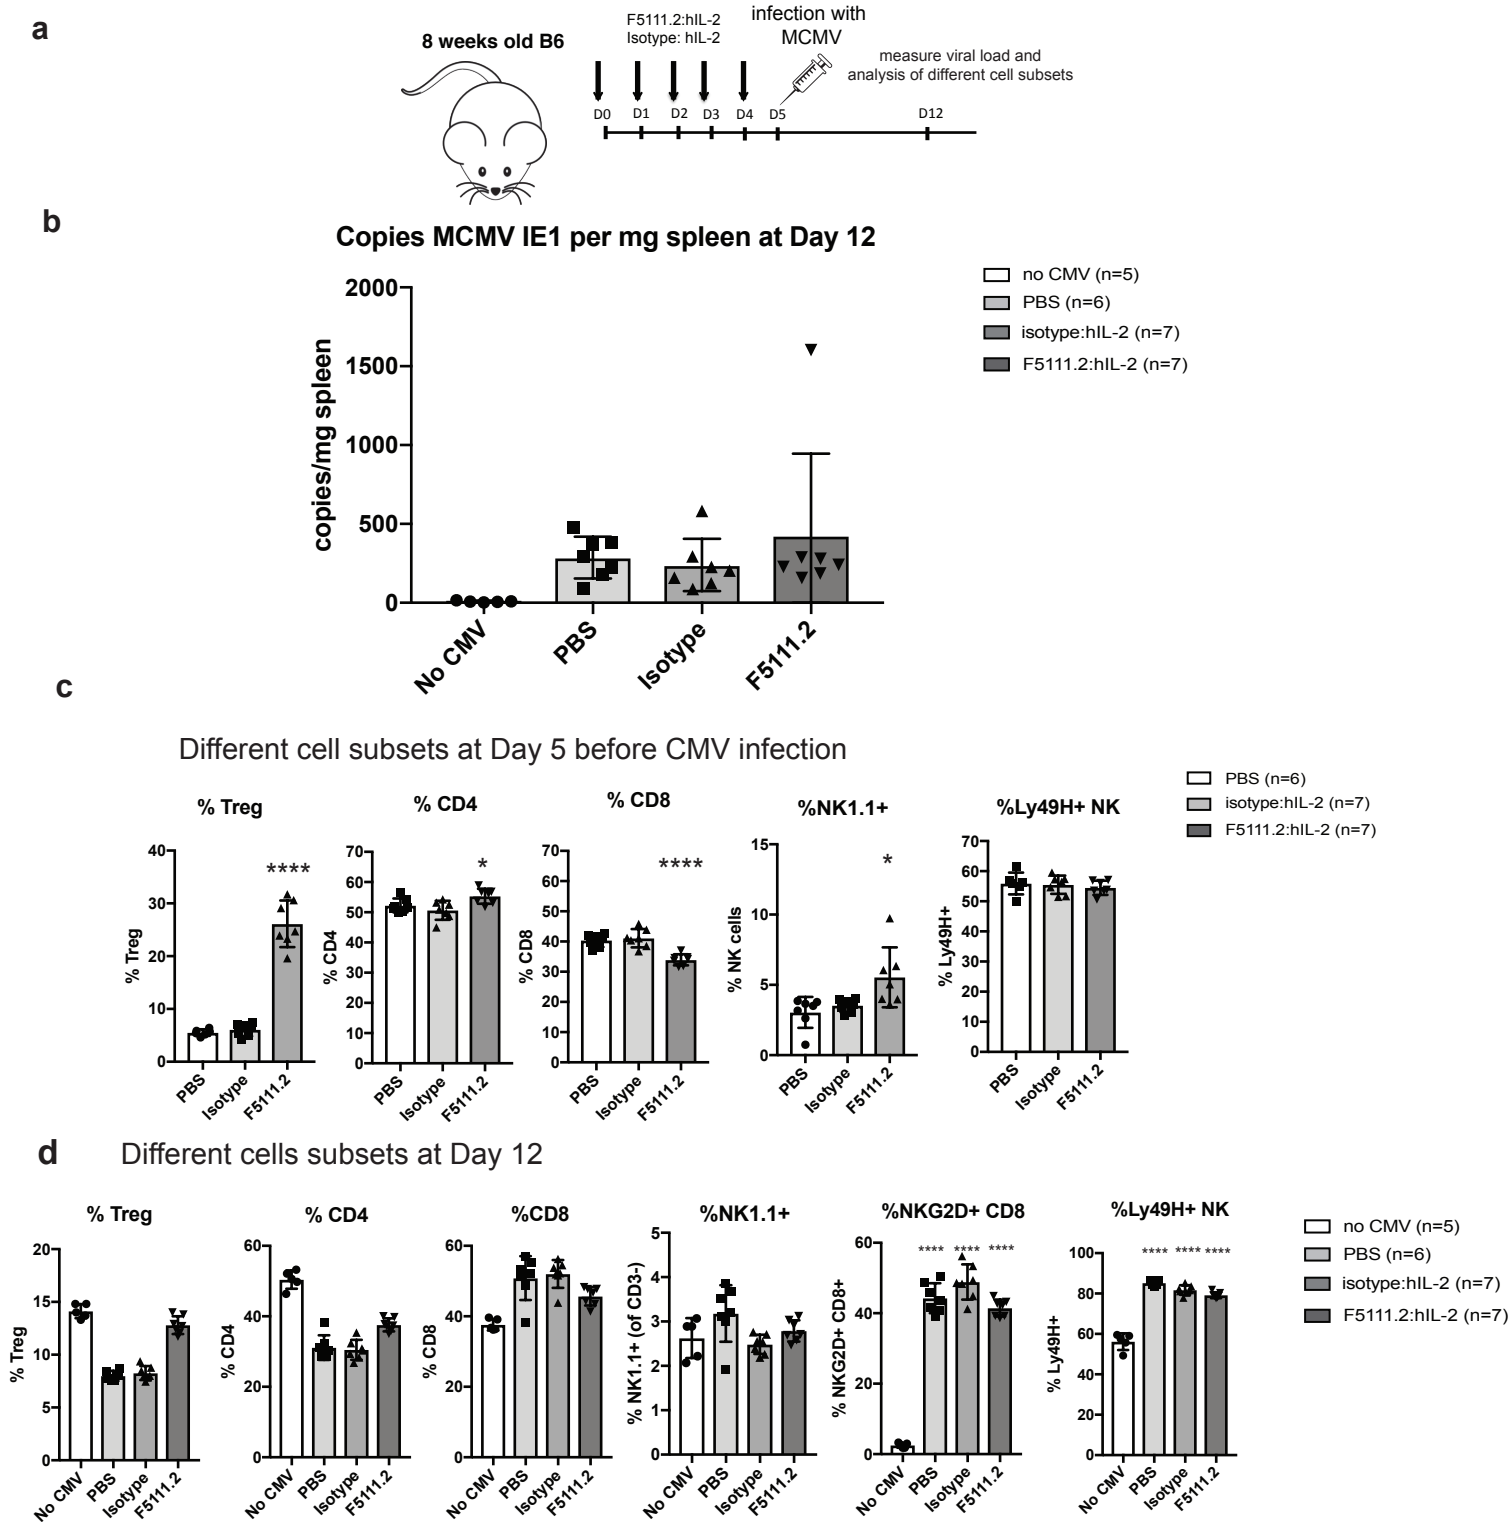 a
8 weeks old B6
F5111.2:hIL-2
Isotype: hIL-2
infection with
MCMV
measure viral load and
analysis of different cell subsets
D0 D1 D2 D3 D4 D5 D12
b
Copies MCMV IE1 per mg spleen at Day 12
copies/mg spleen
2000
1500
1000
500
0
No CMV PBS Isotype F5111.2
no CMV (n=5)
PBS (n=6)
isotype:hIL-2 (n=7)
F5111.2:hIL-2 (n=7)
c
Different cell subsets at Day 5 before CMV infection
PBS (n=6)
isotype:hIL-2 (n=7)
F5111.2:hIL-2 (n=7)
% Treg
% Treg
40
30
20
10
0
****
PBS Isotype F5111.2
% CD4
% CD4
70
60
50
40
30
20
10
0
*
PBS Isotype F5111.2
% CD8
% CD8
70
60
50
40
30
20
10
0
****
PBS Isotype F5111.2
%NK1.1+
% NK cells
15
10
5
0
*
PBS Isotype F5111.2
%Ly49H+ NK
% Ly49H+
70
60
50
40
30
20
10
0
PBS Isotype F5111.2
d
Different cells subsets at Day 12
% Treg
% Treg
20
15
10
5
0
No CMV PBS Isotype F5111.2
% CD4
% CD4
60
40
20
0
No CMV PBS Isotype F5111.2
%CD8
% CD8
60
40
20
0
No CMV PBS Isotype F5111.2
%NK1.1+
% NK1.1+ (of CD3-)
5
4
3
2
1
0
No CMV PBS Isotype F5111.2
%NKG2D+ CD8
% NKG2D+ CD8+
60
40
20
0
**** **** ****
No CMV PBS Isotype F5111.2
%Ly49H+ NK
% Ly49H+
100
80
60
40
20
0
**** **** ****
No CMV PBS Isotype F5111.2
no CMV (n=5)
PBS (n=6)
isotype:hIL-2 (n=7)
F5111.2:hIL-2 (n=7)